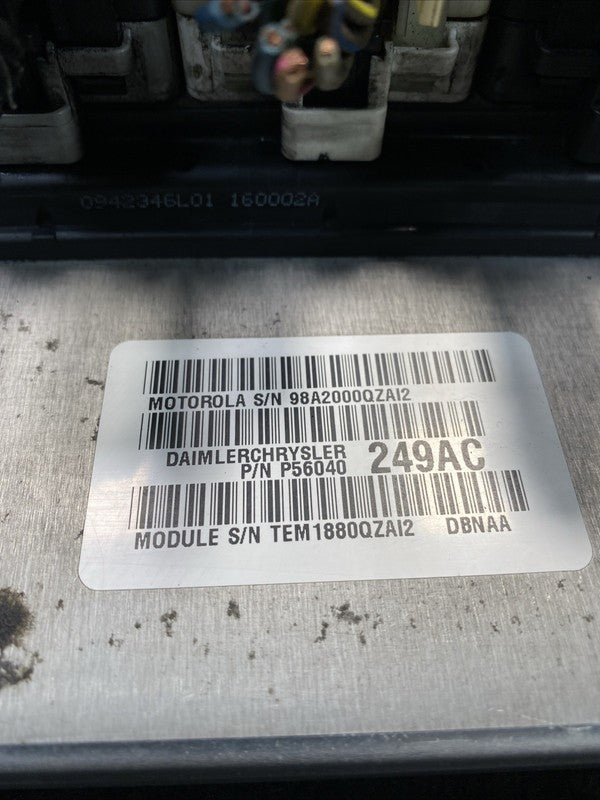 0942346L01 160002A
MOTOROLA S/N 98A2000QZAI2
DAIMLERCHRYSLER
P/N P56040 249AC
MODULE S/N TEM1880QZAI2 DBNAA